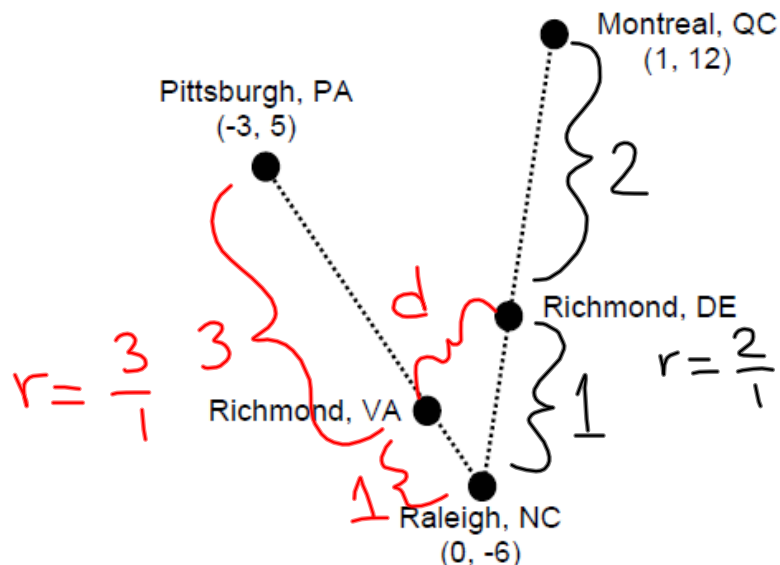 Montreal, QC
(1, 12)
Pittsburgh, PA
(-3, 5)
2
d
Richmond, DE
r = 3/1
3
r = 2/1
Richmond, VA
1
1
Raleigh, NC
(0, -6)